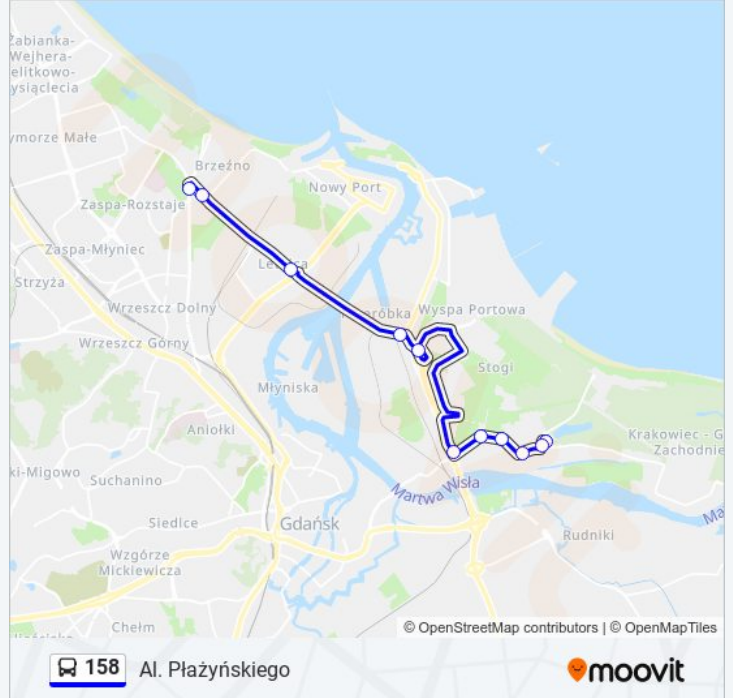 Żabianka-
Wejhera-
elitkowo-
ysiąclecia
ymorze Małe
Brzeźno
Nowy Port
Zaspa-Rozstaje
Zaspa-Młyniec
Strzyża
Letnica
Wrzeszcz Dolny
Wyspa Portowa
Wrzeszcz Górny
Stogi
Młyniska
Aniołki
Krakowiec - G
Zachodnie
ki-Migowo
Suchanino
Martwa Wisła
Ma
Siedlce
Gdańsk
Rudniki
Wzgórze
Mickiewicza
Chełm
© OpenStreetMap contributors | © OpenMapTiles
158 Al. Płażyńskiego
moovit